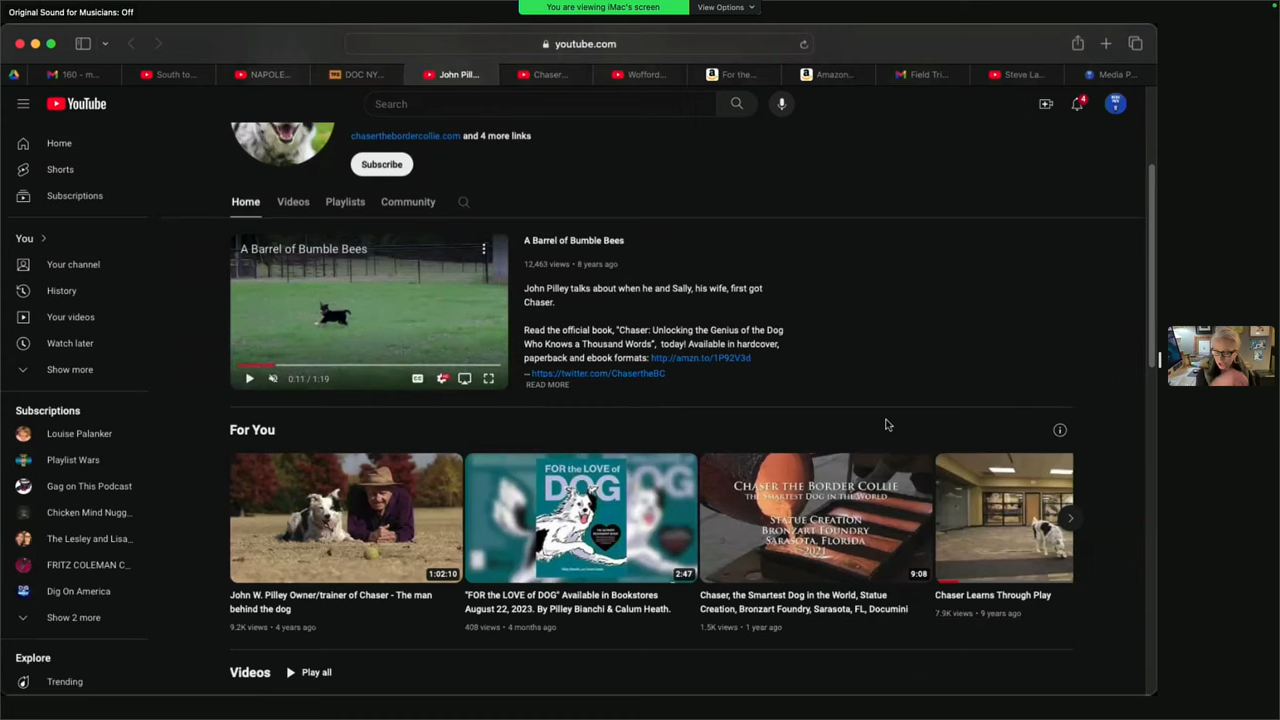 Original Sound for Musicians: Off
You are viewing iMac's screen
View Options
youtube.com
160 - m...
South to...
NAPOLE...
DOC NY...
John Pill...
Chaser...
Wofford...
For the...
Amazon...
Field Tri...
Steve La...
Media P...
YouTube
Search
4
chaserthebordercollie.com and 4 more links
Subscribe
Home
Shorts
Subscriptions
You
Your channel
History
Your videos
Watch later
Show more
Subscriptions
Louise Palanker
Playlist Wars
Gag on This Podcast
Chicken Mind Nugg...
The Lesley and Lisa...
FRITZ COLEMAN C...
Dig On America
Show 2 more
Explore
Trending
Home
Videos
Playlists
Community
A Barrel of Bumble Bees
0:11 / 1:19
CC
A Barrel of Bumble Bees
12,463 views • 8 years ago
John Pilley talks about when he and Sally, his wife, first got
Chaser.
Read the official book, "Chaser: Unlocking the Genius of the Dog
Who Knows a Thousand Words", today! Available in hardcover,
paperback and ebook formats: http://amzn.to/1P92V3d
-- https://twitter.com/ChasertheBC
READ MORE
For You
1:02:10
John W. Pilley Owner/trainer of Chaser - The man
behind the dog
9.2K views • 4 years ago
FOR the LOVE of
DOG
2:47
"FOR the LOVE of DOG" Available in Bookstores
August 22, 2023. By Pilley Bianchi & Calum Heath.
408 views • 4 months ago
CHASER THE BORDER COLLIE
THE SMARTEST DOG IN THE WORLD
STATUE CREATION
BRONZART FOUNDRY
SARASOTA, FLORIDA
2021
9:08
Chaser, the Smartest Dog in the World, Statue
Creation, Bronzart Foundry, Sarasota, FL, Documini
1.5K views • 1 year ago
Chaser Learns Through Play
7.9K views • 9 years ago
Videos
Play all